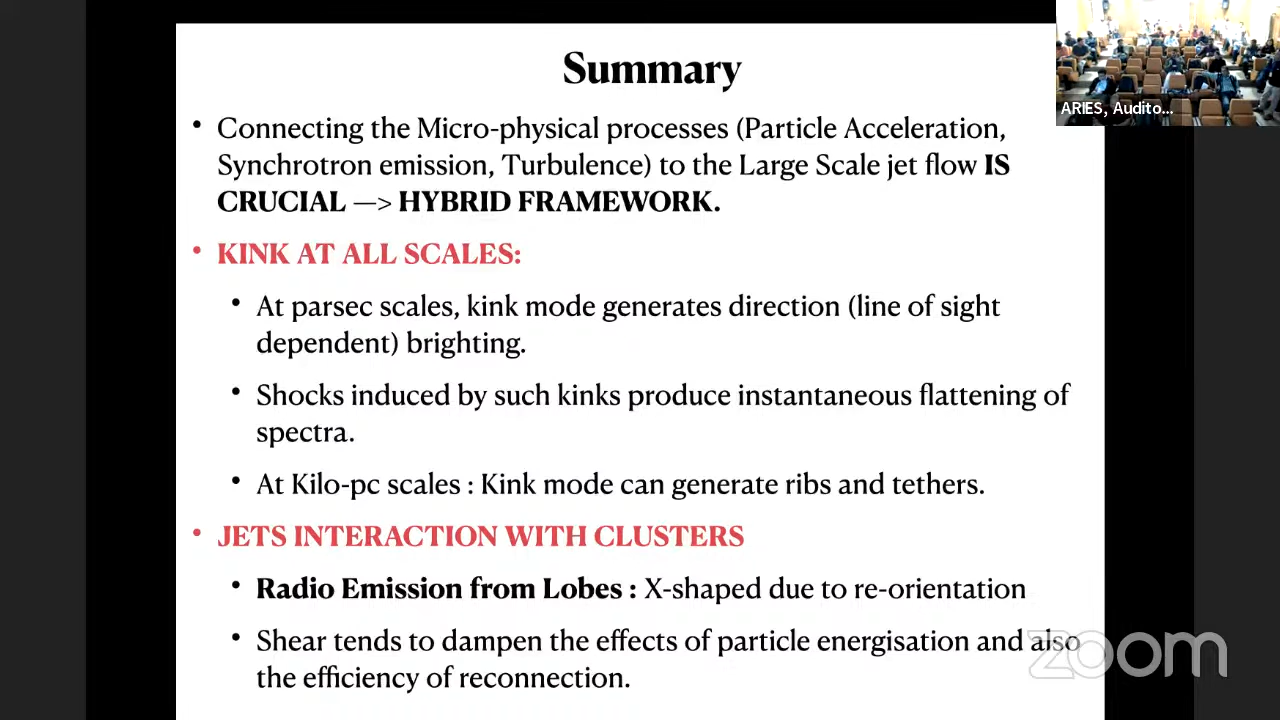 Summary
ARIES, Audito...
• Connecting the Micro-physical processes (Particle Acceleration,
Synchrotron emission, Turbulence) to the Large Scale jet flow IS
CRUCIAL —> HYBRID FRAMEWORK.
• KINK AT ALL SCALES:
• At parsec scales, kink mode generates direction (line of sight
dependent) brighting.
• Shocks induced by such kinks produce instantaneous flattening of
spectra.
• At Kilo-pc scales : Kink mode can generate ribs and tethers.
• JETS INTERACTION WITH CLUSTERS
• Radio Emission from Lobes : X-shaped due to re-orientation
• Shear tends to dampen the effects of particle energisation and also
the efficiency of reconnection.
zoom